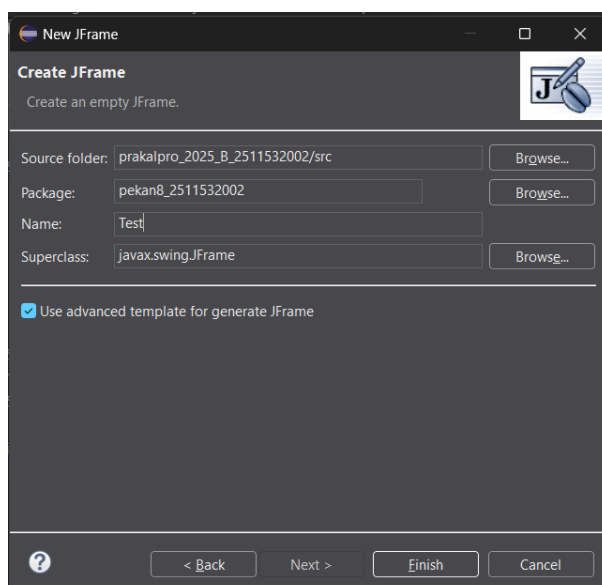 New JFrame
Create JFrame
Create an empty JFrame.
J
Source folder: prakalpro_2025_B_2511532002/src Browse...
Package: pekan8_2511532002 Browse...
Name: Test
Superclass: javax.swing.JFrame Browse...
Use advanced template for generate JFrame
? < Back Next > Finish Cancel